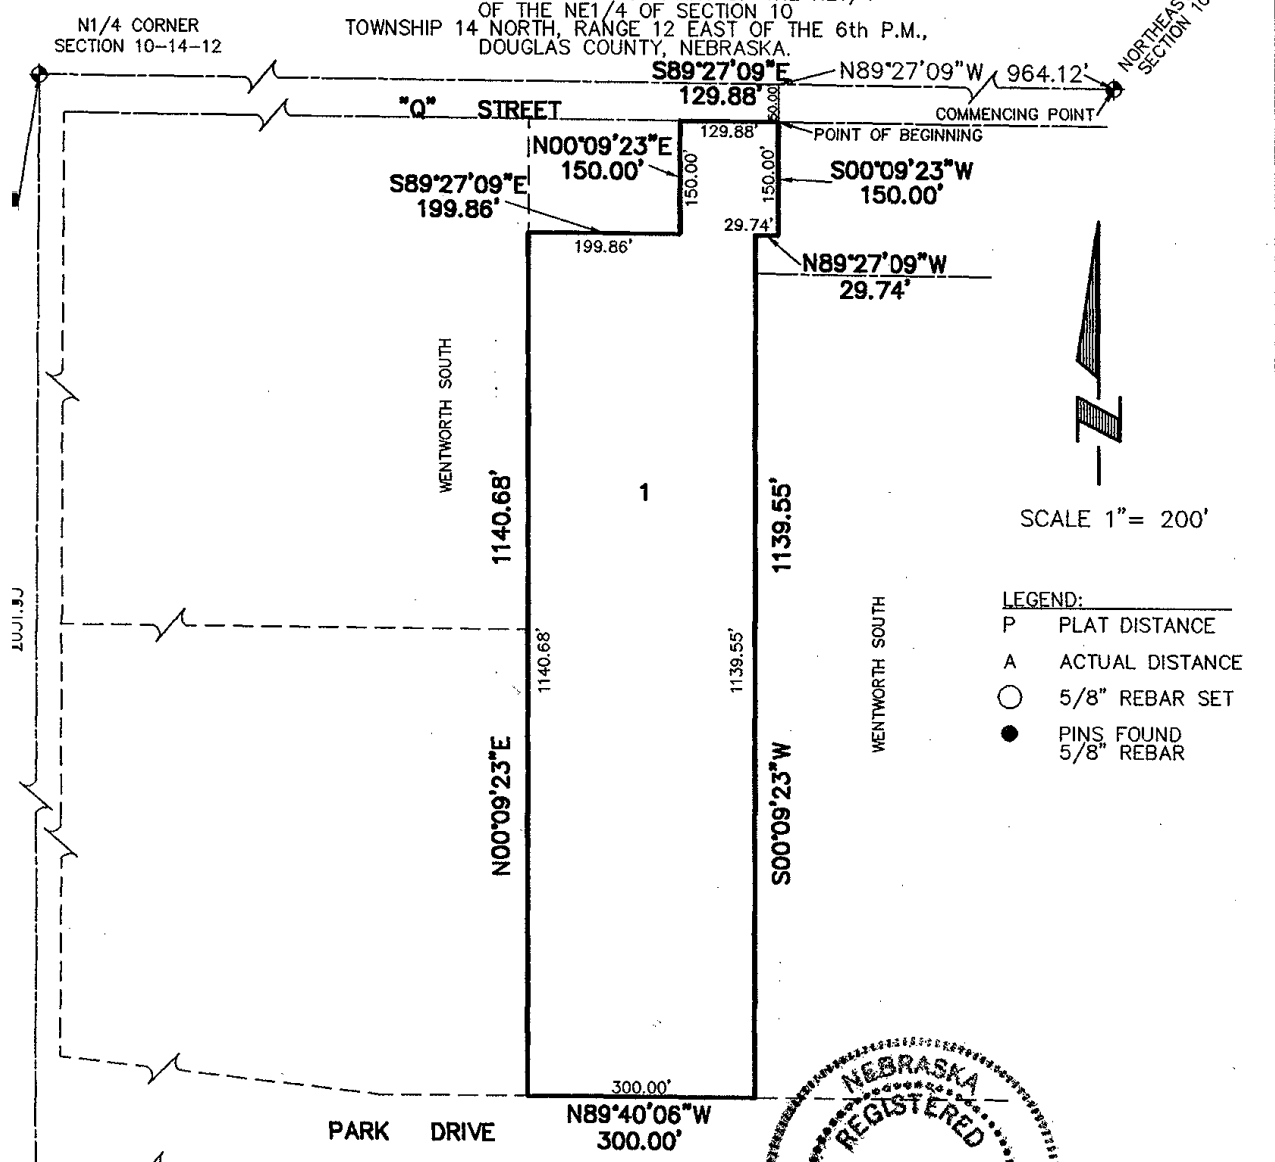 OF THE NE1/4 OF SECTION 10
TOWNSHIP 14 NORTH, RANGE 12 EAST OF THE 6th P.M.,
DOUGLAS COUNTY, NEBRASKA.
N1/4 CORNER
SECTION 10-14-12
SECTION 10
S89°27'09"E
129.88'
N89°27'09"W
964.12'
50.00
"Q" STREET
COMMENCING POINT
129.88'
POINT OF BEGINNING
N00°09'23"E
150.00'
150.00'
150.00'
S00°09'23"W
150.00'
S89°27'09"E
199.86'
199.86'
29.74'
N89°27'09"W
29.74'
WENTWORTH SOUTH
1140.68'
1
1139.55'
SCALE 1"= 200'
LEGEND:
P PLAT DISTANCE
A ACTUAL DISTANCE
5/8" REBAR SET
PINS FOUND
5/8" REBAR
1140.68'
1139.55'
WENTWORTH SOUTH
N00°09'23"E
S00°09'23"W
300.00'
N89°40'06"W
300.00'
PARK DRIVE
NEBRASKA
REGISTERED